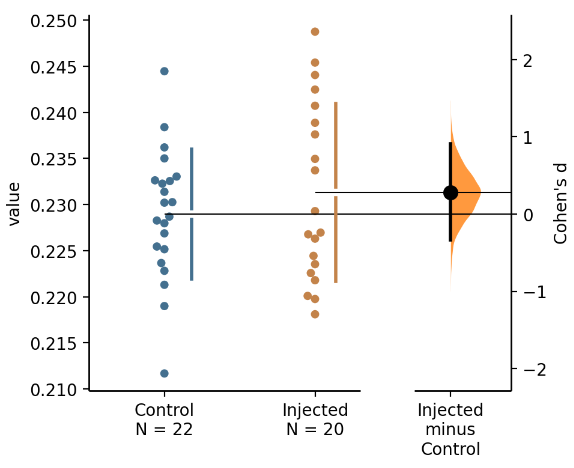 0.250
0.245
0.240
0.235
0.230
0.225
0.220
0.215
0.210
value
Control
N = 22
Injected
N = 20
Injected
minus
Control
2
1
0
−1
−2
Cohen's d